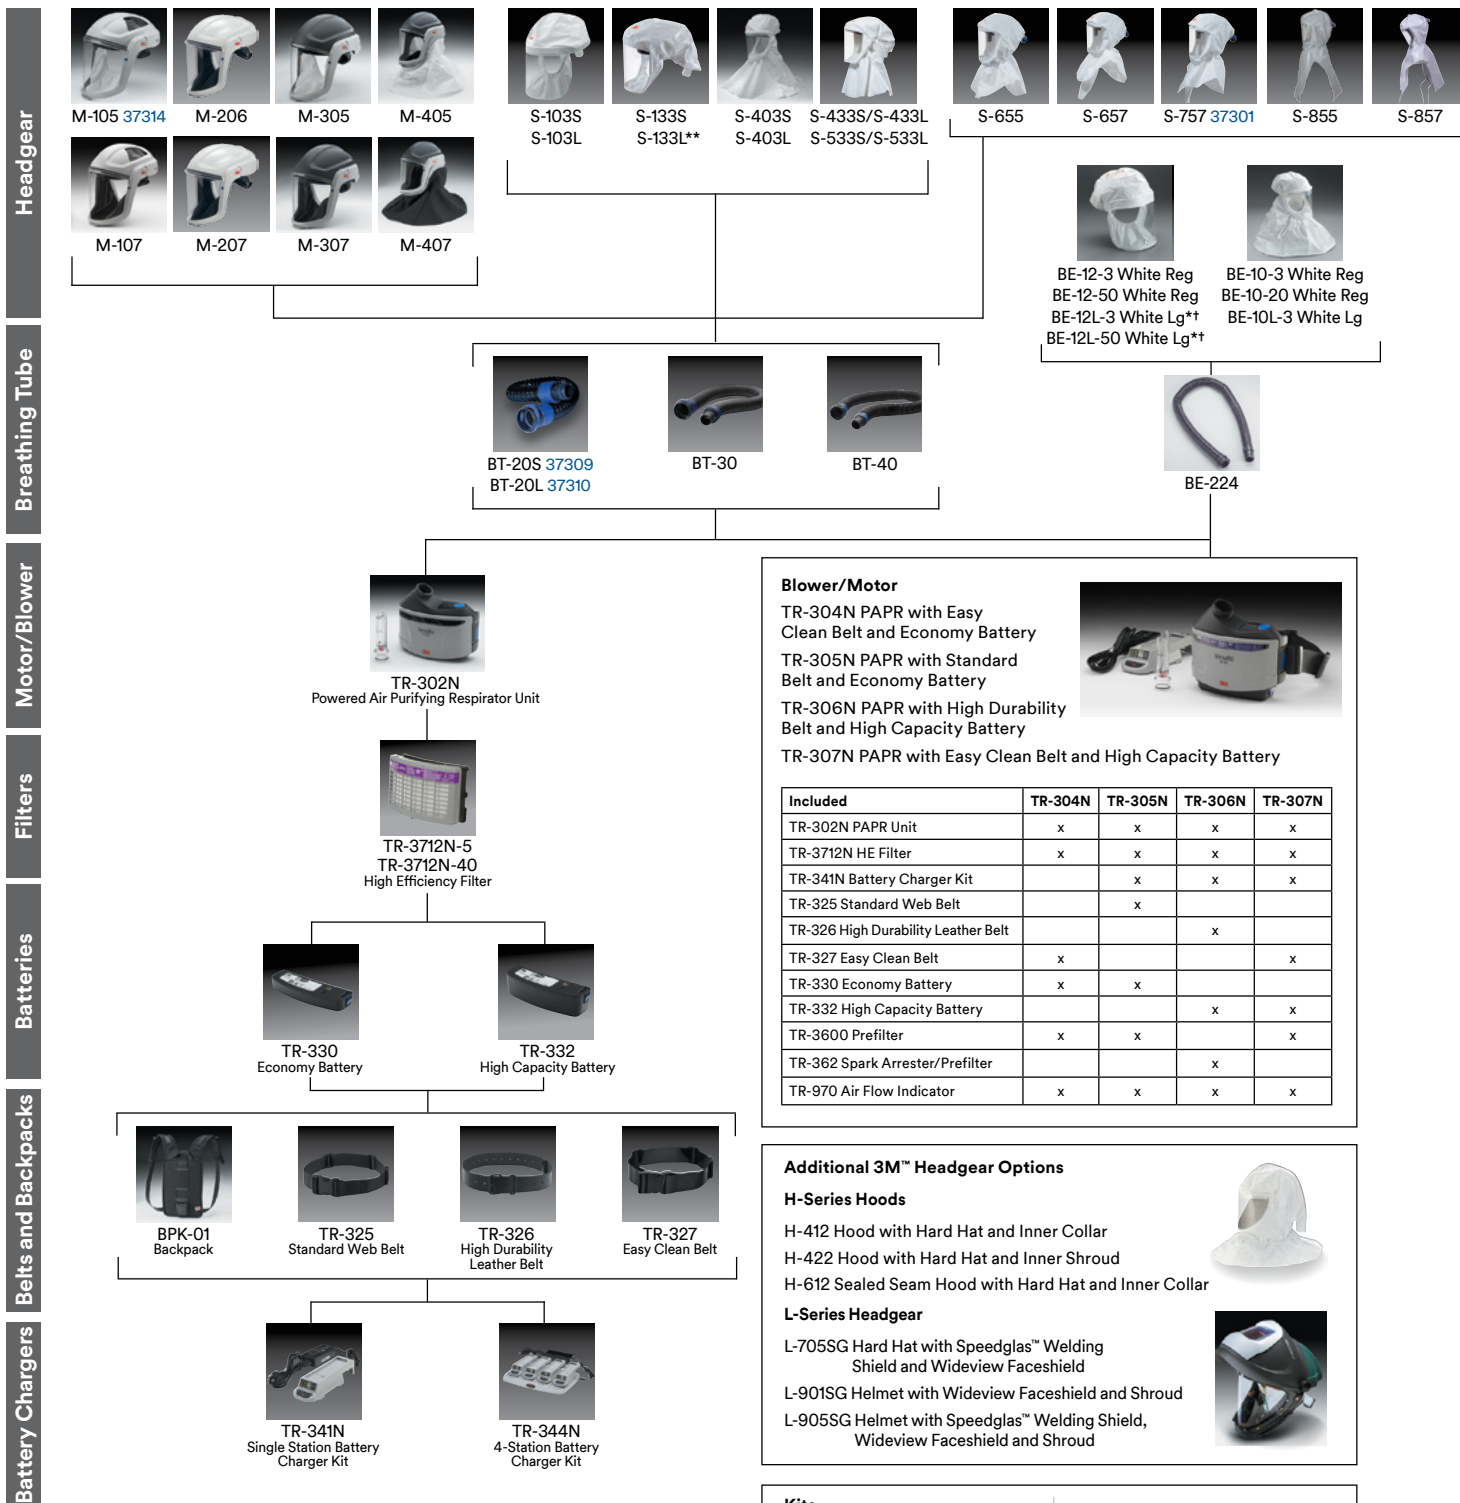 Headgear
M-105 37314
M-206
M-305
M-405
M-107
M-207
M-307
M-407
S-103S
S-103L
S-133S
S-133L**
S-403S
S-403L
S-433S/S-433L
S-533S/S-533L
S-655
S-657
S-757 37301
S-855
S-857
BE-12-3 White Reg
BE-12-50 White Reg
BE-12L-3 White Lg*†
BE-12L-50 White Lg*†
BE-10-3 White Reg
BE-10-20 White Reg
BE-10L-3 White Lg
Breathing Tube
BT-20S 37309
BT-20L 37310
BT-30
BT-40
BE-224
Motor/Blower
TR-302N
Powered Air Purifying Respirator Unit
Filters
TR-3712N-5
TR-3712N-40
High Efficiency Filter
Batteries
TR-330
Economy Battery
TR-332
High Capacity Battery
Belts and Backpacks
BPK-01
Backpack
TR-325
Standard Web Belt
TR-326
High Durability
Leather Belt
TR-327
Easy Clean Belt
Battery Chargers
TR-341N
Single Station Battery
Charger Kit
TR-344N
4-Station Battery
Charger Kit
Blower/Motor
TR-304N PAPR with Easy
Clean Belt and Economy Battery
TR-305N PAPR with Standard
Belt and Economy Battery
TR-306N PAPR with High Durability
Belt and High Capacity Battery
TR-307N PAPR with Easy Clean Belt and High Capacity Battery
Included TR-304N TR-305N TR-306N TR-307N
TR-302N PAPR Unit x x x x
TR-3712N HE Filter x x x x
TR-341N Battery Charger Kit x x x
TR-325 Standard Web Belt x
TR-326 High Durability Leather Belt x
TR-327 Easy Clean Belt x x
TR-330 Economy Battery x x
TR-332 High Capacity Battery x x
TR-3600 Prefilter x x x
TR-362 Spark Arrester/Prefilter x
TR-970 Air Flow Indicator x x x x
Additional 3M™ Headgear Options
H-Series Hoods
H-412 Hood with Hard Hat and Inner Collar
H-422 Hood with Hard Hat and Inner Shroud
H-612 Sealed Seam Hood with Hard Hat and Inner Collar
L-Series Headgear
L-705SG Hard Hat with Speedglas™ Welding
Shield and Wideview Faceshield
L-901SG Helmet with Wideview Faceshield and Shroud
L-905SG Helmet with Speedglas™ Welding Shield,
Wideview Faceshield and Shroud
Kits